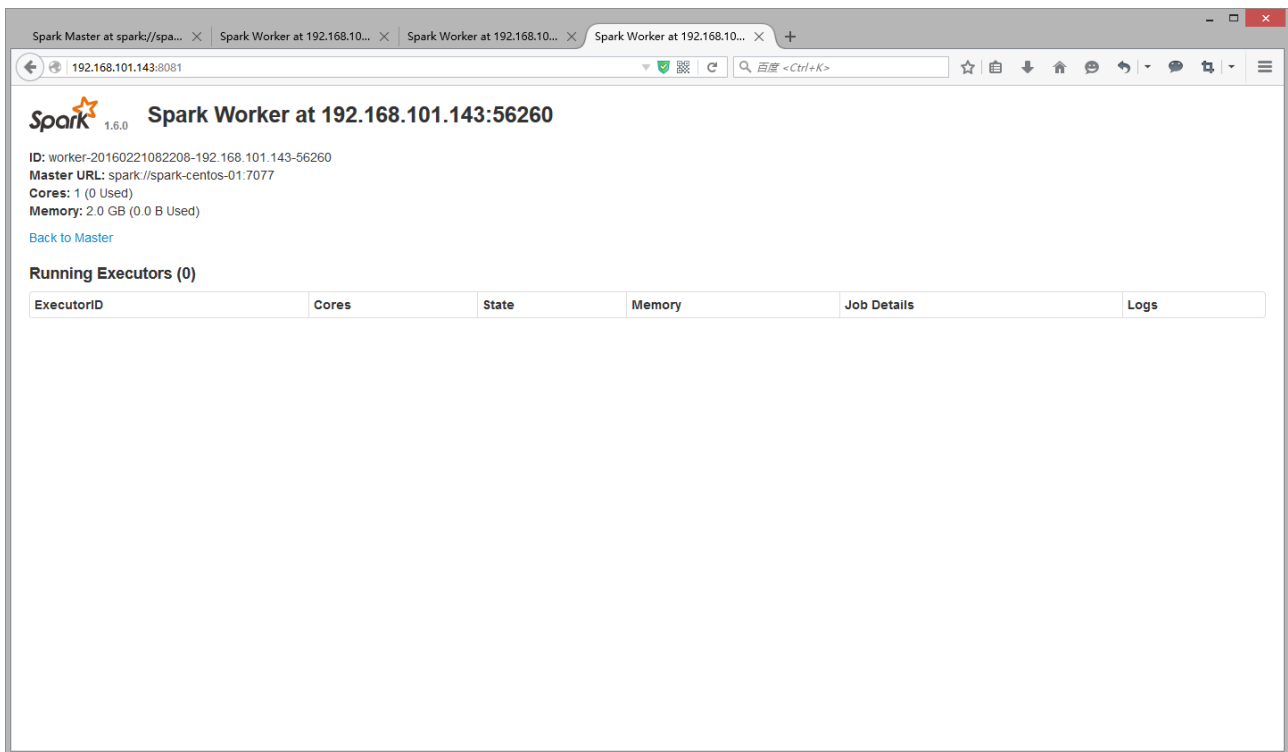 Spark Master at spark://spa... Spark Worker at 192.168.10... Spark Worker at 192.168.10... Spark Worker at 192.168.10...
192.168.101.143:8081 百度 <Ctrl+K>
Spark 1.6.0 Spark Worker at 192.168.101.143:56260
ID: worker-20160221082208-192.168.101.143-56260
Master URL: spark://spark-centos-01:7077
Cores: 1 (0 Used)
Memory: 2.0 GB (0.0 B Used)
Back to Master
Running Executors (0)
ExecutorID Cores State Memory Job Details Logs